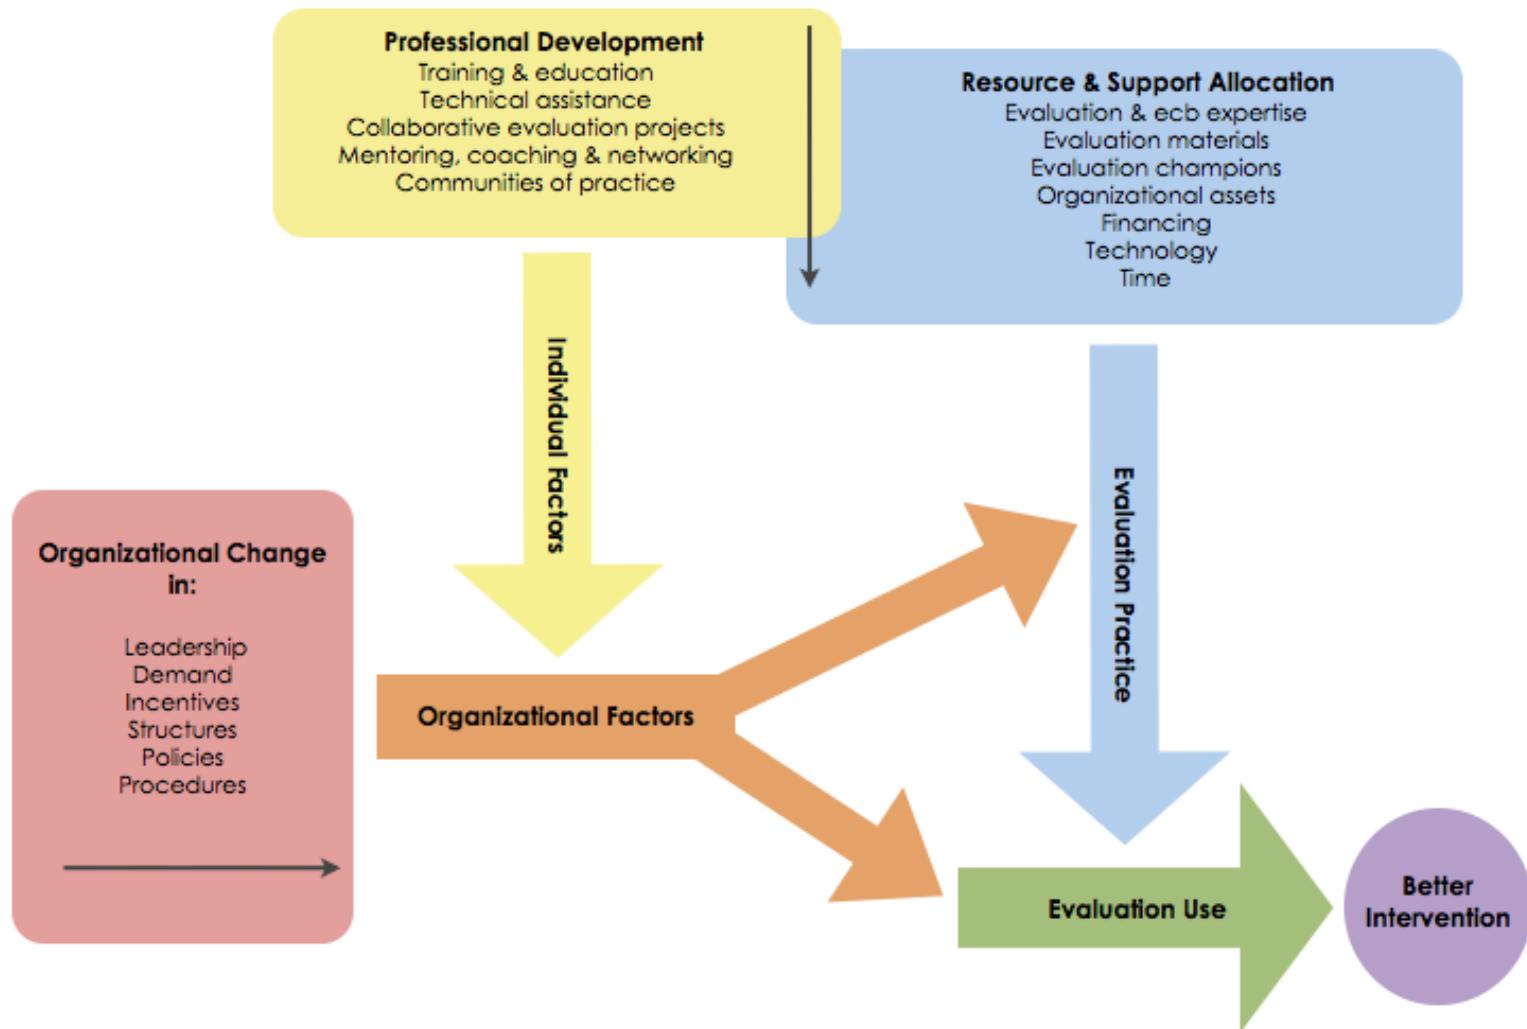 Professional Development
Training & education
Technical assistance
Collaborative evaluation projects
Mentoring, coaching & networking
Communities of practice
Resource & Support Allocation
Evaluation & ecb expertise
Evaluation materials
Evaluation champions
Organizational assets
Financing
Technology
Time
Individual Factors
Evaluation Practice
Organizational Change
in:
Leadership
Demand
Incentives
Structures
Policies
Procedures
Organizational Factors
Evaluation Use
Better
Intervention